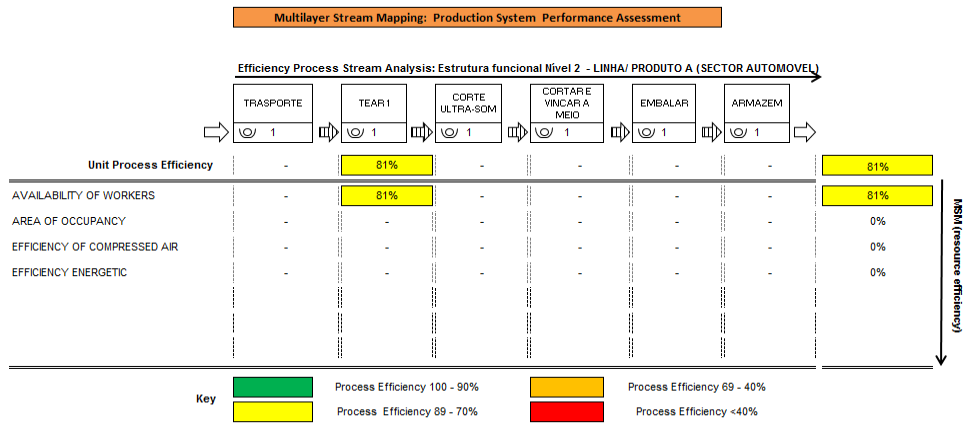 Multilayer Stream Mapping: Production System Performance Assessment
Efficiency Process Stream Analysis: Estrutura funcional Nível 2 - LINHA/ PRODUTO A (SECTOR AUTOMOVEL)
TRASPORTE
TEAR 1
CORTE
ULTRA-SOM
CORTAR E
VINCAR A
MEIO
EMBALAR
ARMAZEM
1 1 1 1 1 1
Unit Process Efficiency - 81% - - - - 81%
AVAILABILITY OF WORKERS - 81% - - - - 81%
AREA OF OCCUPANCY - - - - - - 0%
EFFICIENCY OF COMPRESSED AIR - - - - - - 0%
EFFICIENCY ENERGETIC - - - - - - 0%
MSM (resource efficiency)
Key
Process Efficiency 100 - 90%
Process Efficiency 69 - 40%
Process Efficiency 89 - 70%
Process Efficiency <40%